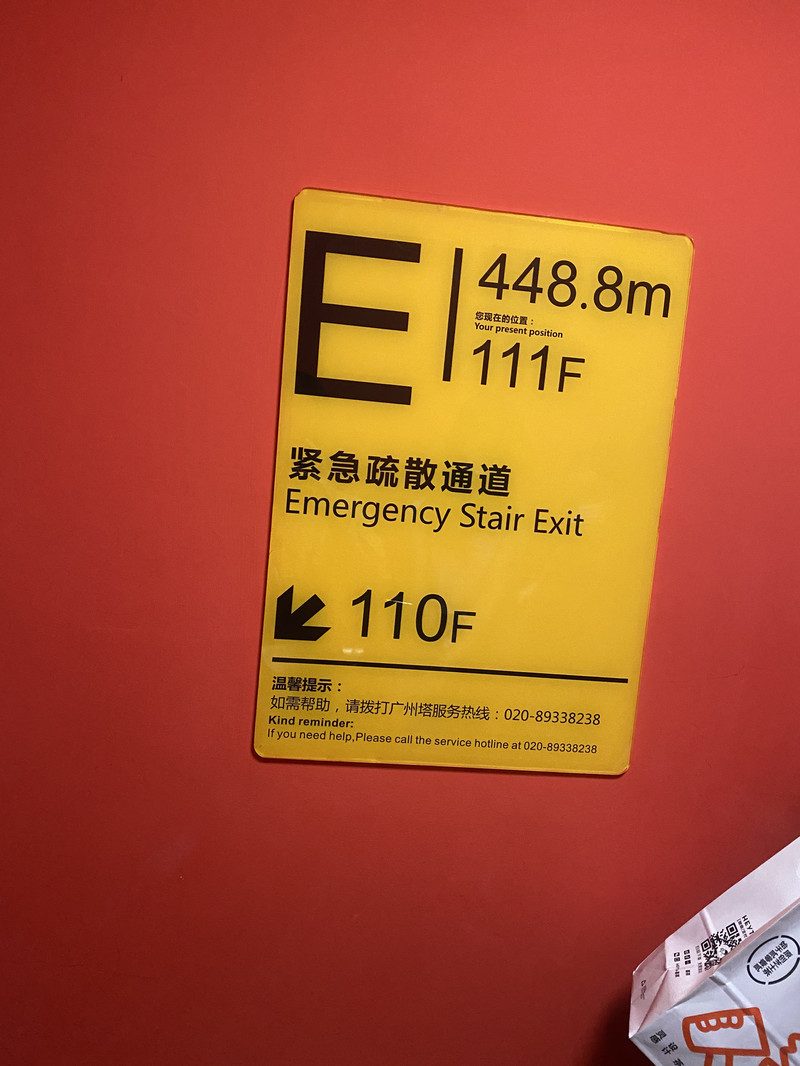 E
448.8m
您现在的位置：
Your present position
111F
紧急疏散通道
Emergency Stair Exit
110F
温馨提示：
如需帮助，请拨打广州塔服务热线：020-89338238
Kind reminder:
If you need help,Please call the service hotline at 020-89338238
HEYT